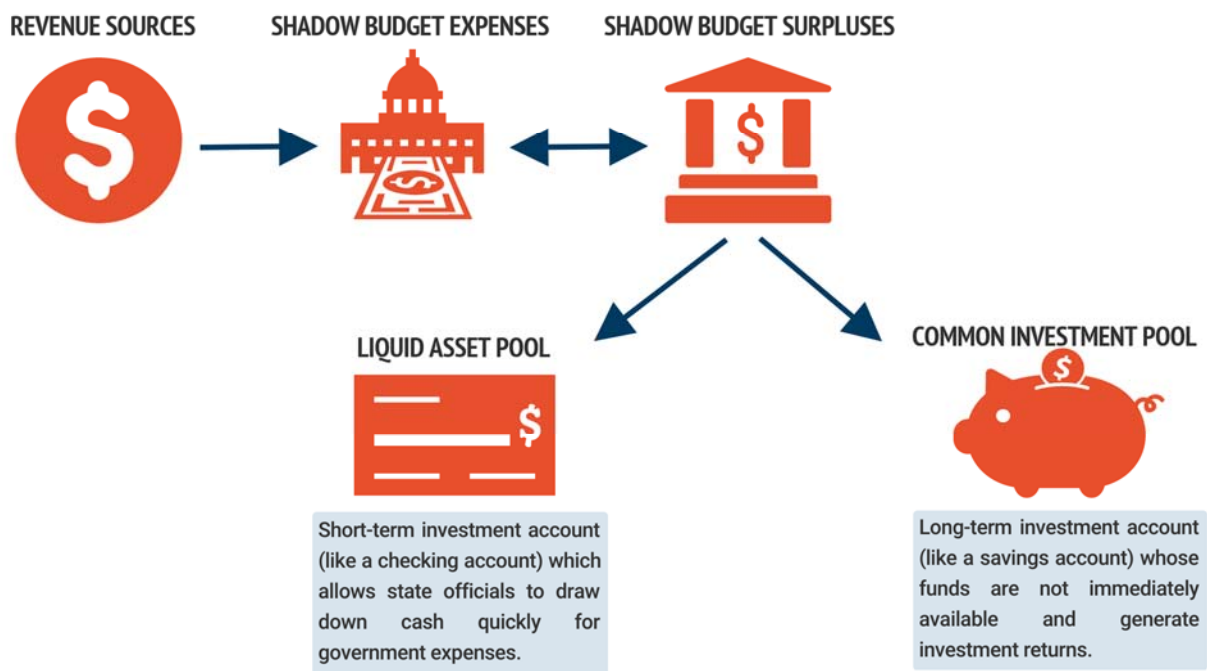 REVENUE SOURCES
SHADOW BUDGET EXPENSES
SHADOW BUDGET SURPLUSES
$
$
$
LIQUID ASSET POOL
$
Short-term investment account
(like a checking account) which
allows state officials to draw
down cash quickly for
government expenses.
COMMON INVESTMENT POOL
$
Long-term investment account
(like a savings account) whose
funds are not immediately
available and generate
investment returns.